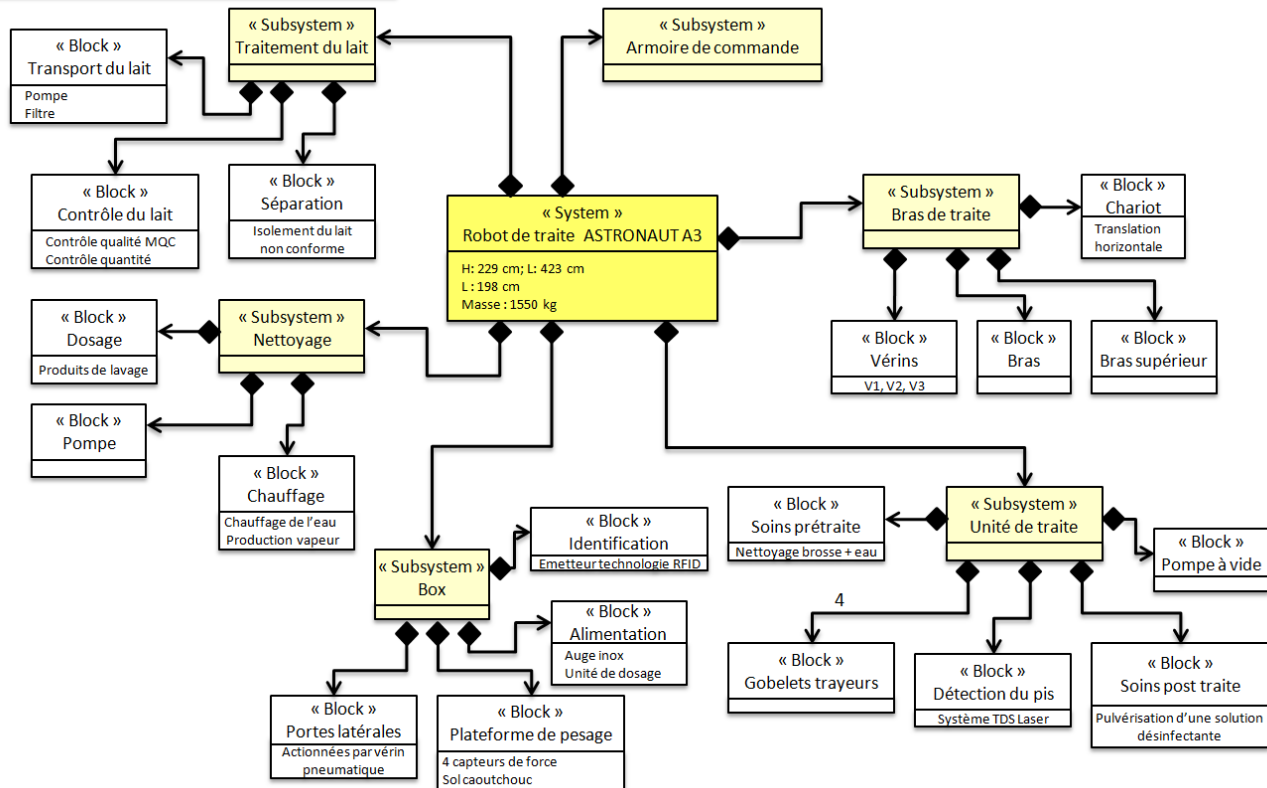 « Subsystem »
Traitement du lait
« Subsystem »
Armoire de commande
« Block »
Transport du lait
Pompe
Filtre
« Block »
Contrôle du lait
Contrôle qualité MQC
Contrôle quantité
« Block »
Séparation
Isolement du lait
non conforme
« System »
Robot de traite ASTRONAUT A3
H: 229 cm; L: 423 cm
L : 198 cm
Masse : 1550 kg
« Subsystem »
Bras de traite
« Block »
Chariot
Translation
horizontale
« Block »
Vérins
V1, V2, V3
« Block »
Bras
« Block »
Bras supérieur
« Block »
Dosage
Produits de lavage
« Subsystem »
Nettoyage
« Block »
Pompe
« Block »
Chauffage
Chauffage de l'eau
Production vapeur
« Subsystem »
Box
« Block »
Identification
Emetteur technologie RFID
« Block »
Alimentation
Auge inox
Unité de dosage
« Block »
Portes latérales
Actionnées par vérin
pneumatique
« Block »
Plateforme de pesage
4 capteurs de force
Sol caoutchouc
« Block »
Soins prétraite
Nettoyage brosse + eau
« Subsystem »
Unité de traite
« Block »
Pompe à vide
4
« Block »
Gobelets trayeurs
« Block »
Détection du pis
Système TDS Laser
« Block »
Soins post traite
Pulvérisation d'une solution
désinfectante